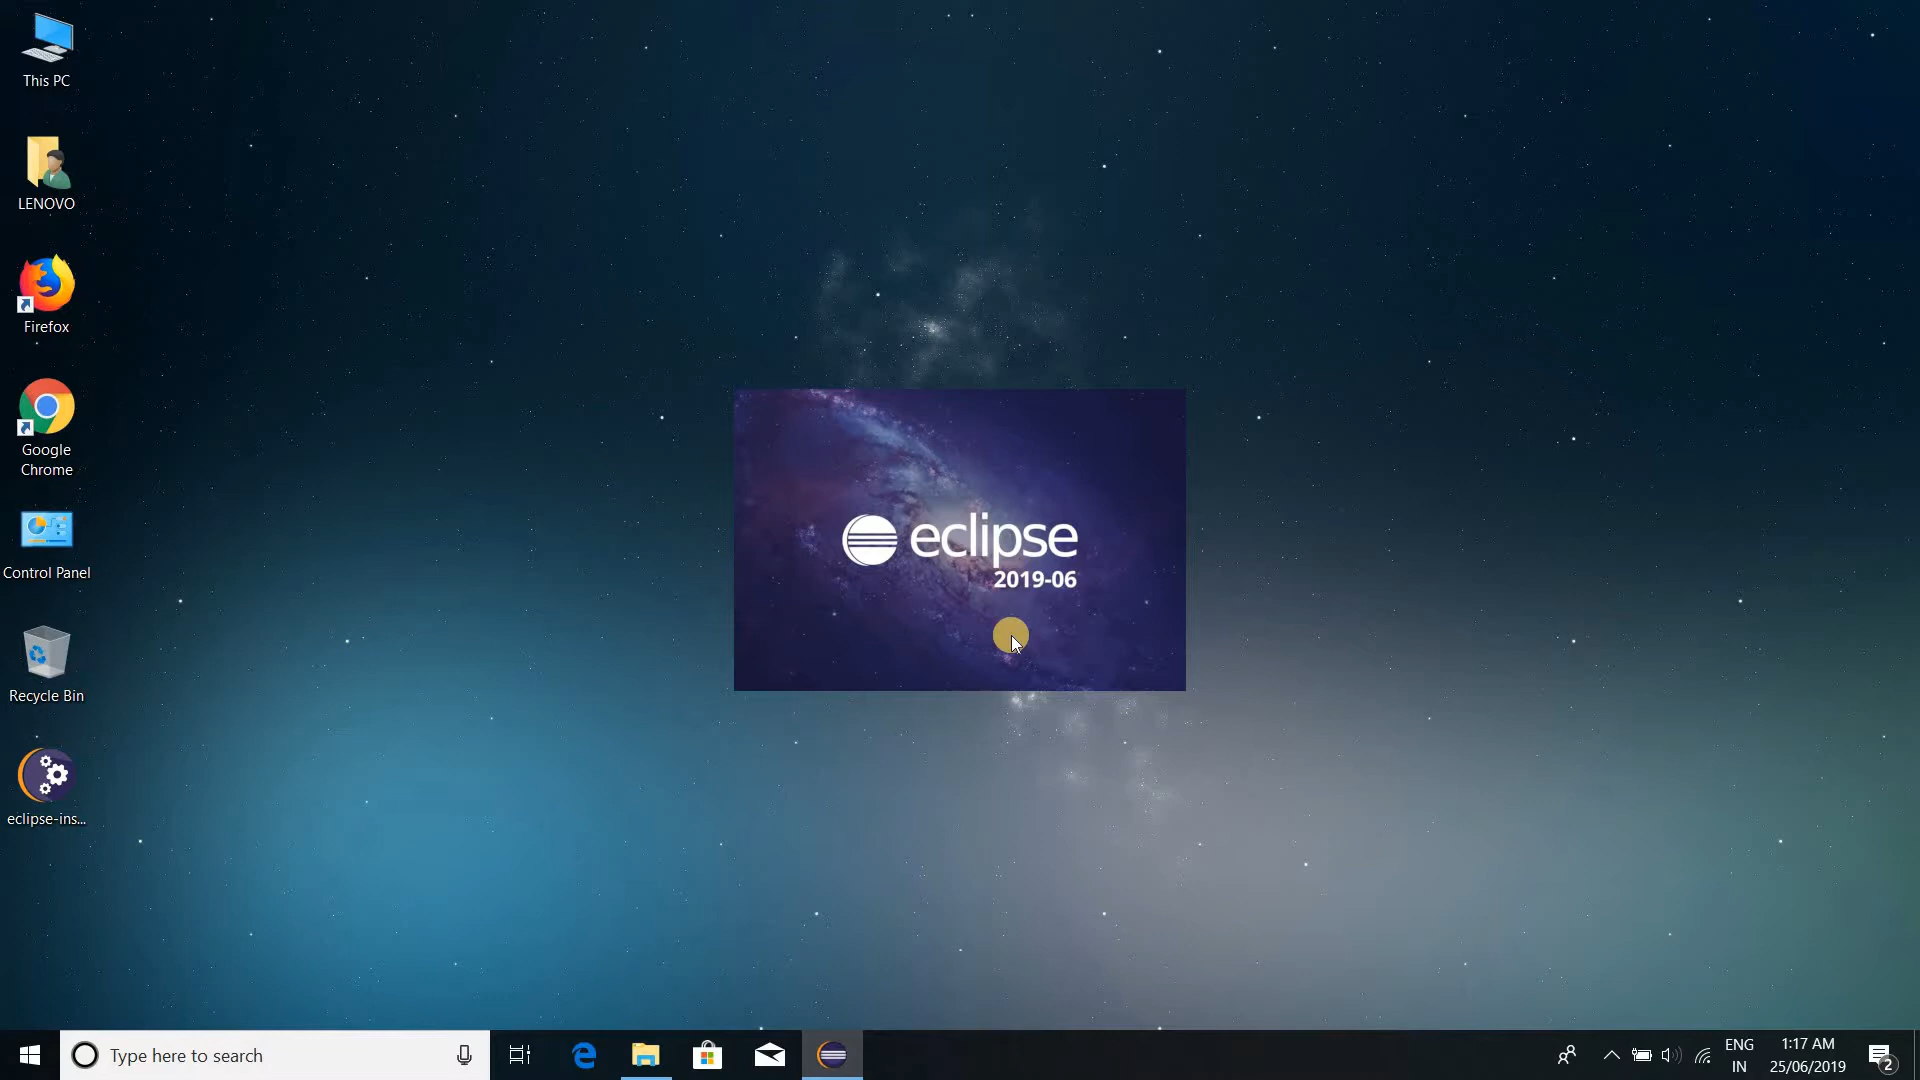 This PC
LENOVO
Firefox
Google
Chrome
Control Panel
Recycle Bin
eclipse-ins...
eclipse
2019-06
Type here to search
ENG
IN
1:17 AM
25/06/2019
2